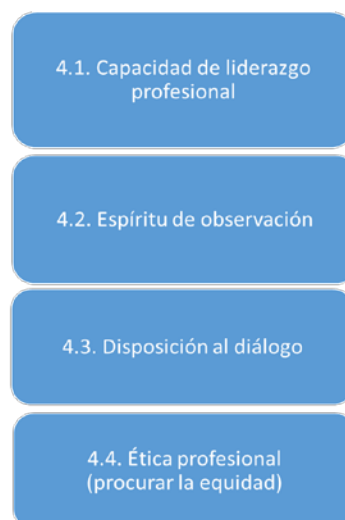 4.1. Capacidad de liderazgo
profesional
4.2. Espíritu de observación
4.3. Disposición al diálogo
4.4. Ética profesional
(procurar la equidad)